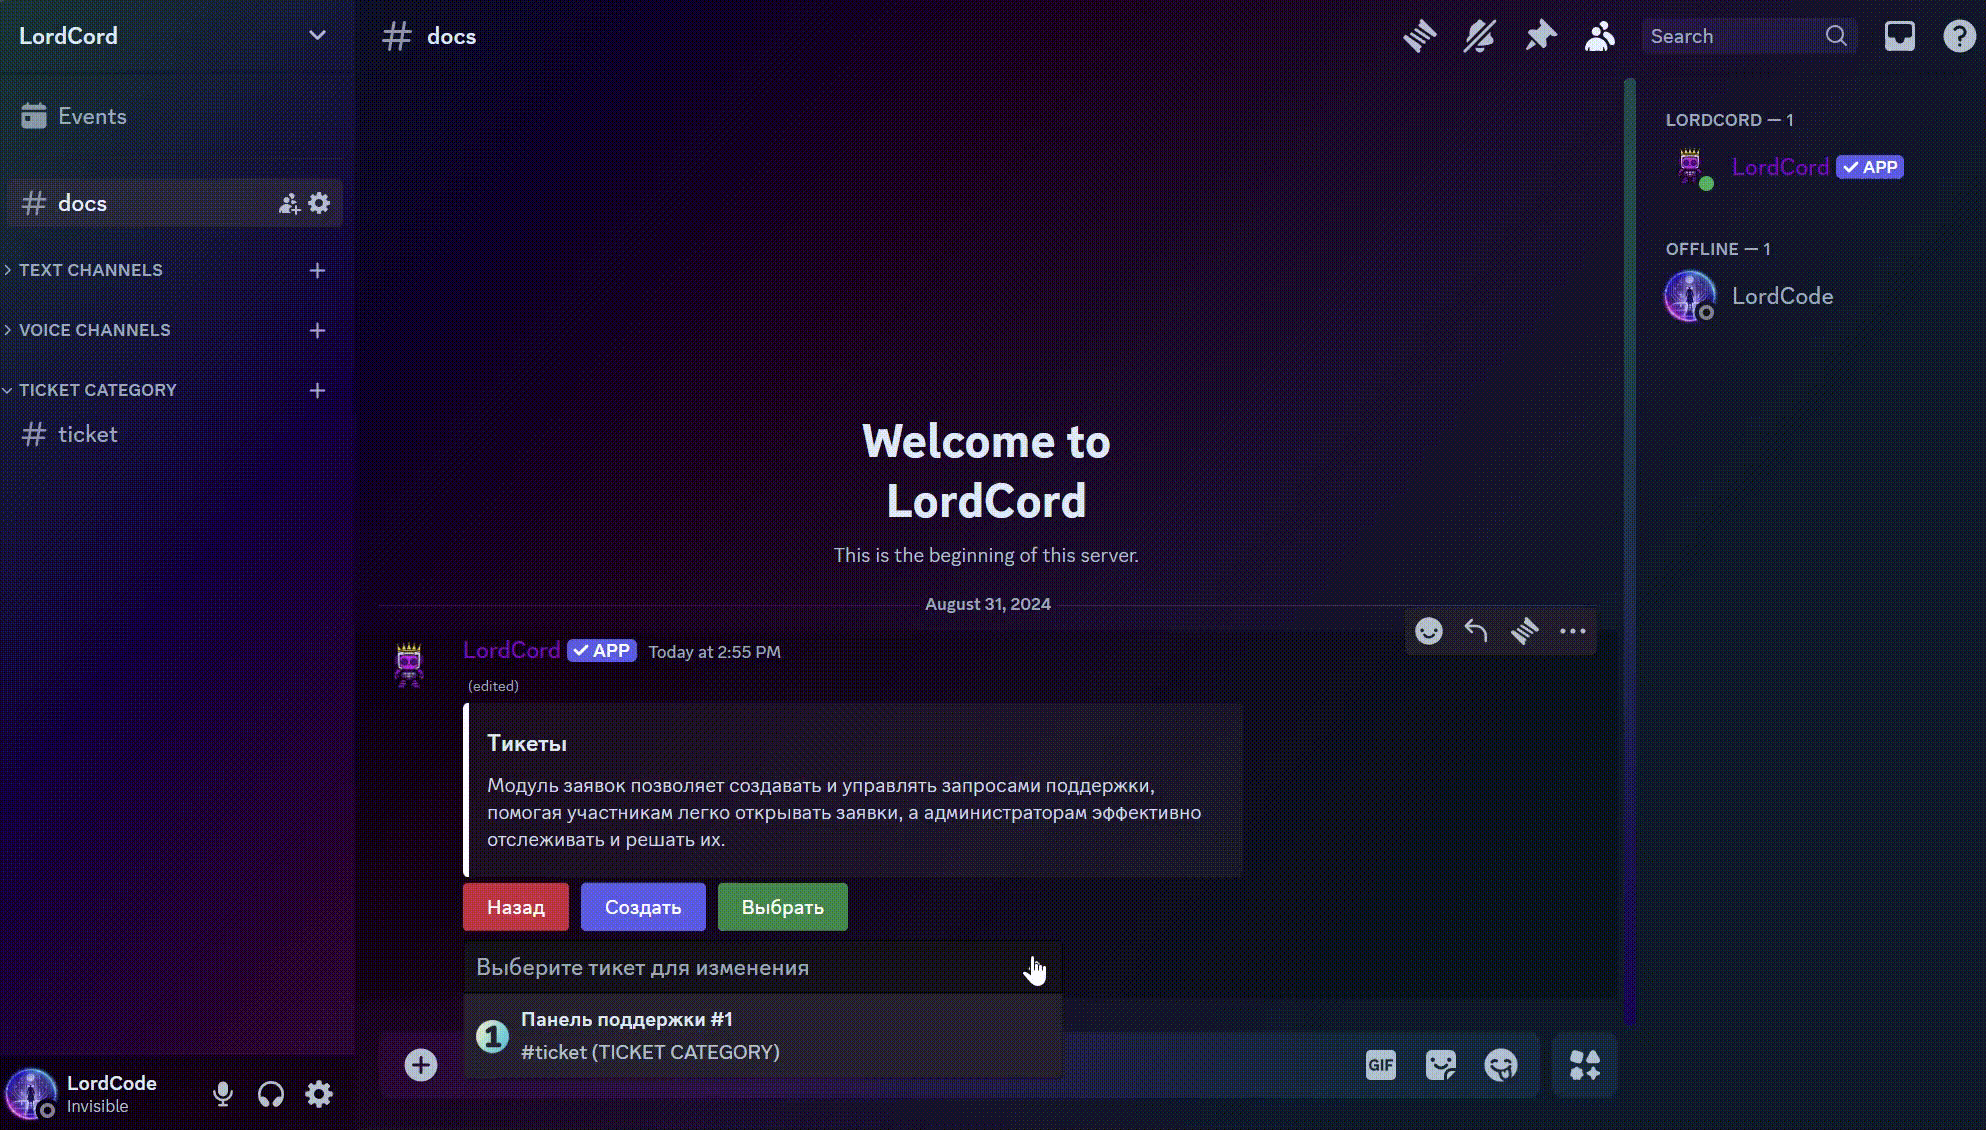 LordCord
Events
docs
TEXT CHANNELS
VOICE CHANNELS
TICKET CATEGORY
ticket
LordCode
Invisible
docs
Search
Welcome to
LordCord
This is the beginning of this server.
August 31, 2024
LordCord APP Today at 2:55 PM
(edited)
Тикеты
Модуль заявок позволяет создавать и управлять запросами поддержки,
помогая участникам легко открывать заявки, а администраторам эффективно
отслеживать и решать их.
Назад Создать Выбрать
Выберите тикет для изменения
1
Панель поддержки #1
#ticket (TICKET CATEGORY)
GIF
LORDCORD — 1
LordCord APP
OFFLINE — 1
LordCode